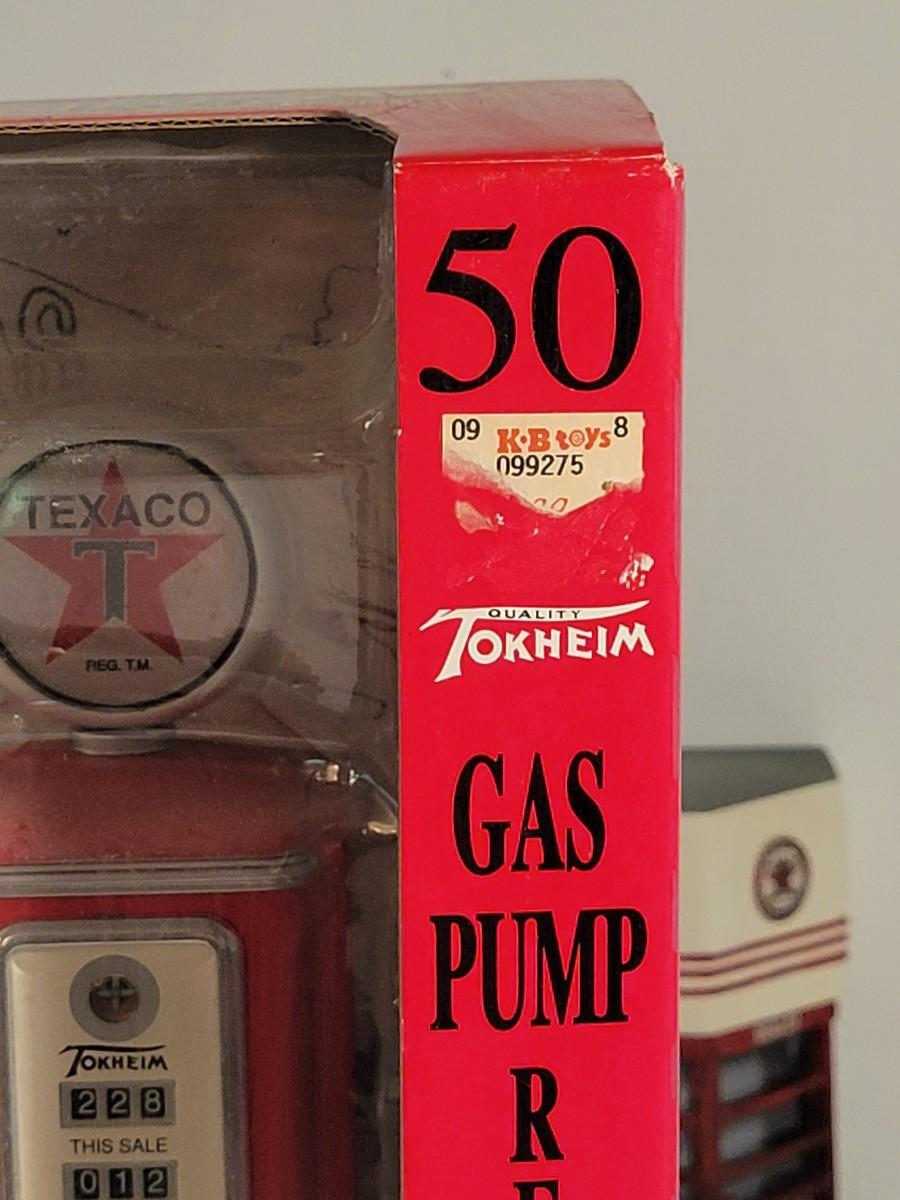 50
09 K·B toys 8
099275
QUALITY
TOKHEIM
GAS
PUMP
R
TEXACO
T
REG. T.M.
TOKHEIM
228
THIS SALE
012